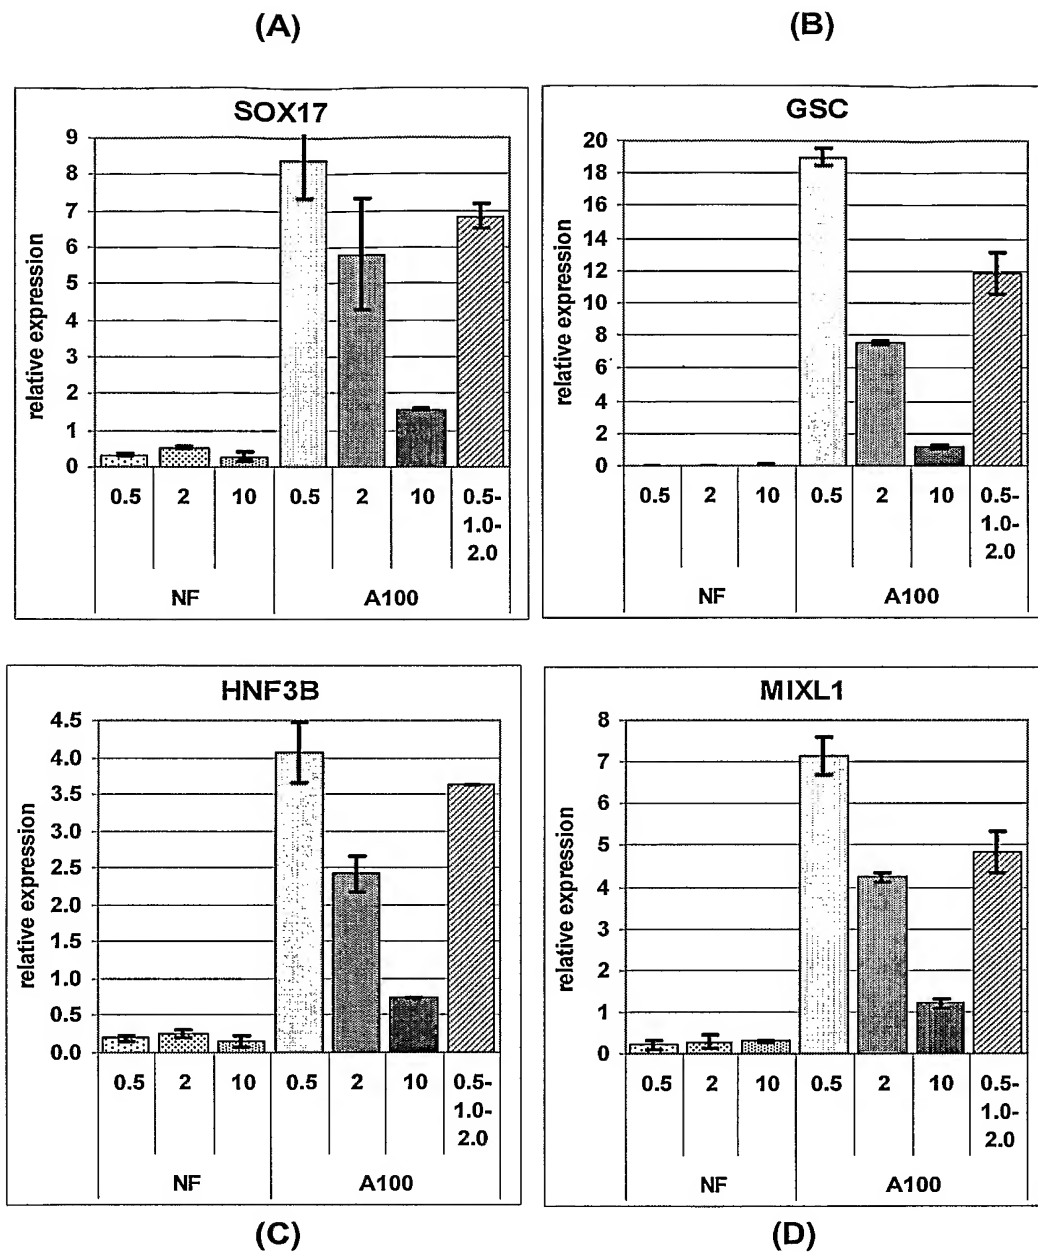 (A)
(B)
SOX17
relative expression
9
8
7
6
5
4
3
2
1
0
0.5 2 10 0.5 2 10 0.5-
1.0-
2.0
NF A100
GSC
relative expression
20
18
16
14
12
10
8
6
4
2
0
0.5 2 10 0.5 2 10 0.5-
1.0-
2.0
NF A100
HNF3B
relative expression
4.5
4.0
3.5
3.0
2.5
2.0
1.5
1.0
0.5
0.0
0.5 2 10 0.5 2 10 0.5-
1.0-
2.0
NF A100
MIXL1
relative expression
8
7
6
5
4
3
2
1
0
0.5 2 10 0.5 2 10 0.5-
1.0-
2.0
NF A100
(C)
(D)